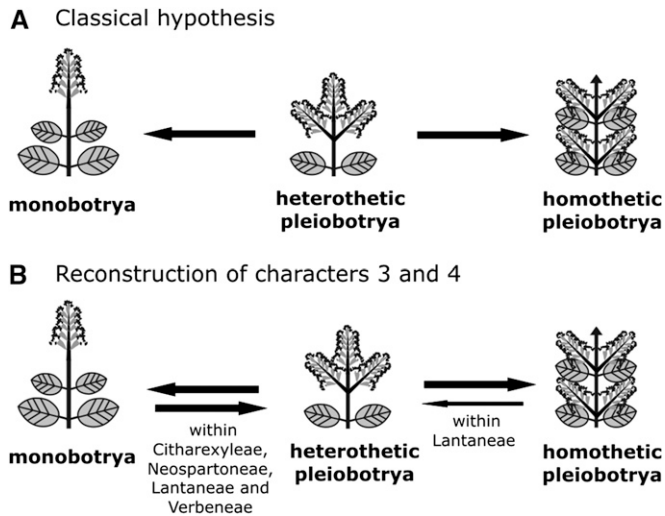 A Classical hypothesis
monobotrya
heterothetic
pleiobotrya
homothetic
pleiobotrya
B Reconstruction of characters 3 and 4
monobotrya
within
Citharexyleae,
Neospartoneae,
Lantaneae and
Verbeneae
heterothetic
pleiobotrya
within
Lantaneae
homothetic
pleiobotrya